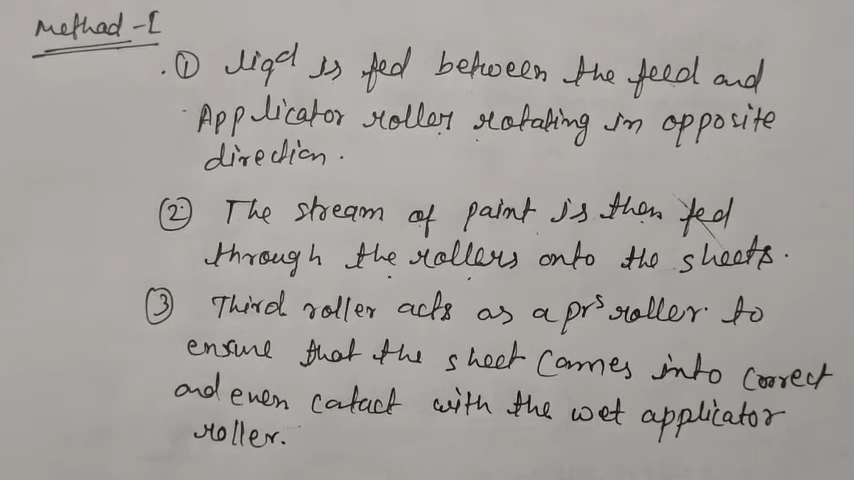 Method - I
① liqd is fed between the feed and
Applicator roller rotating in opposite
direction.
② The stream of paint is then fed
through the rollers onto the sheets.
③ Third roller acts as a prs roller to
ensure that the sheet comes into correct
and even catact with the wet applicator
roller.